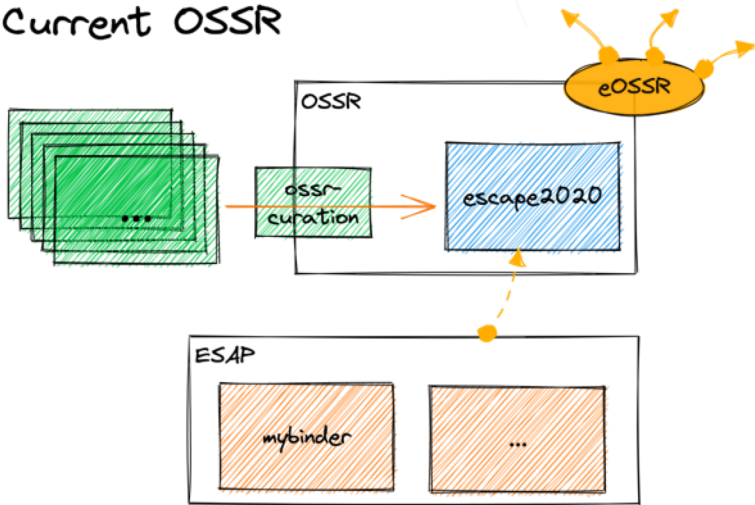 Current OSSR
eOSSR
OSSR
ossr-
curation
escape2020
...
ESAP
mybinder
...